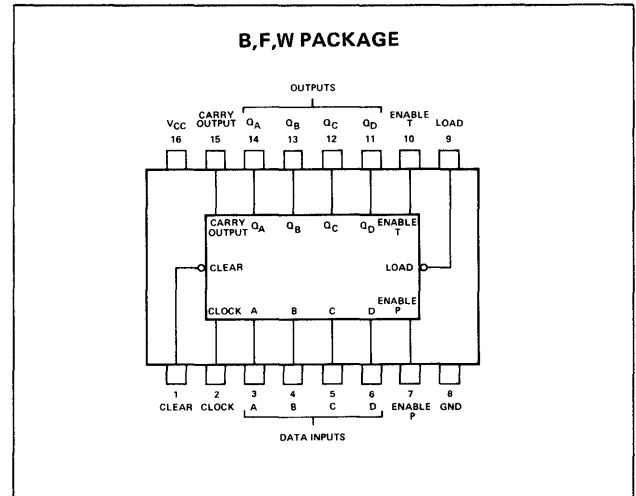 B,F,W PACKAGE
OUTPUTS
VCC CARRY OUTPUT QA QB QC QD ENABLE T LOAD
16 15 14 13 12 11 10 9
CARRY OUTPUT QA QB QC QD ENABLE T
CLEAR LOAD
CLOCK A B C D ENABLE P
1 2 3 4 5 6 7 8
CLEAR CLOCK A B C D ENABLE P GND
DATA INPUTS